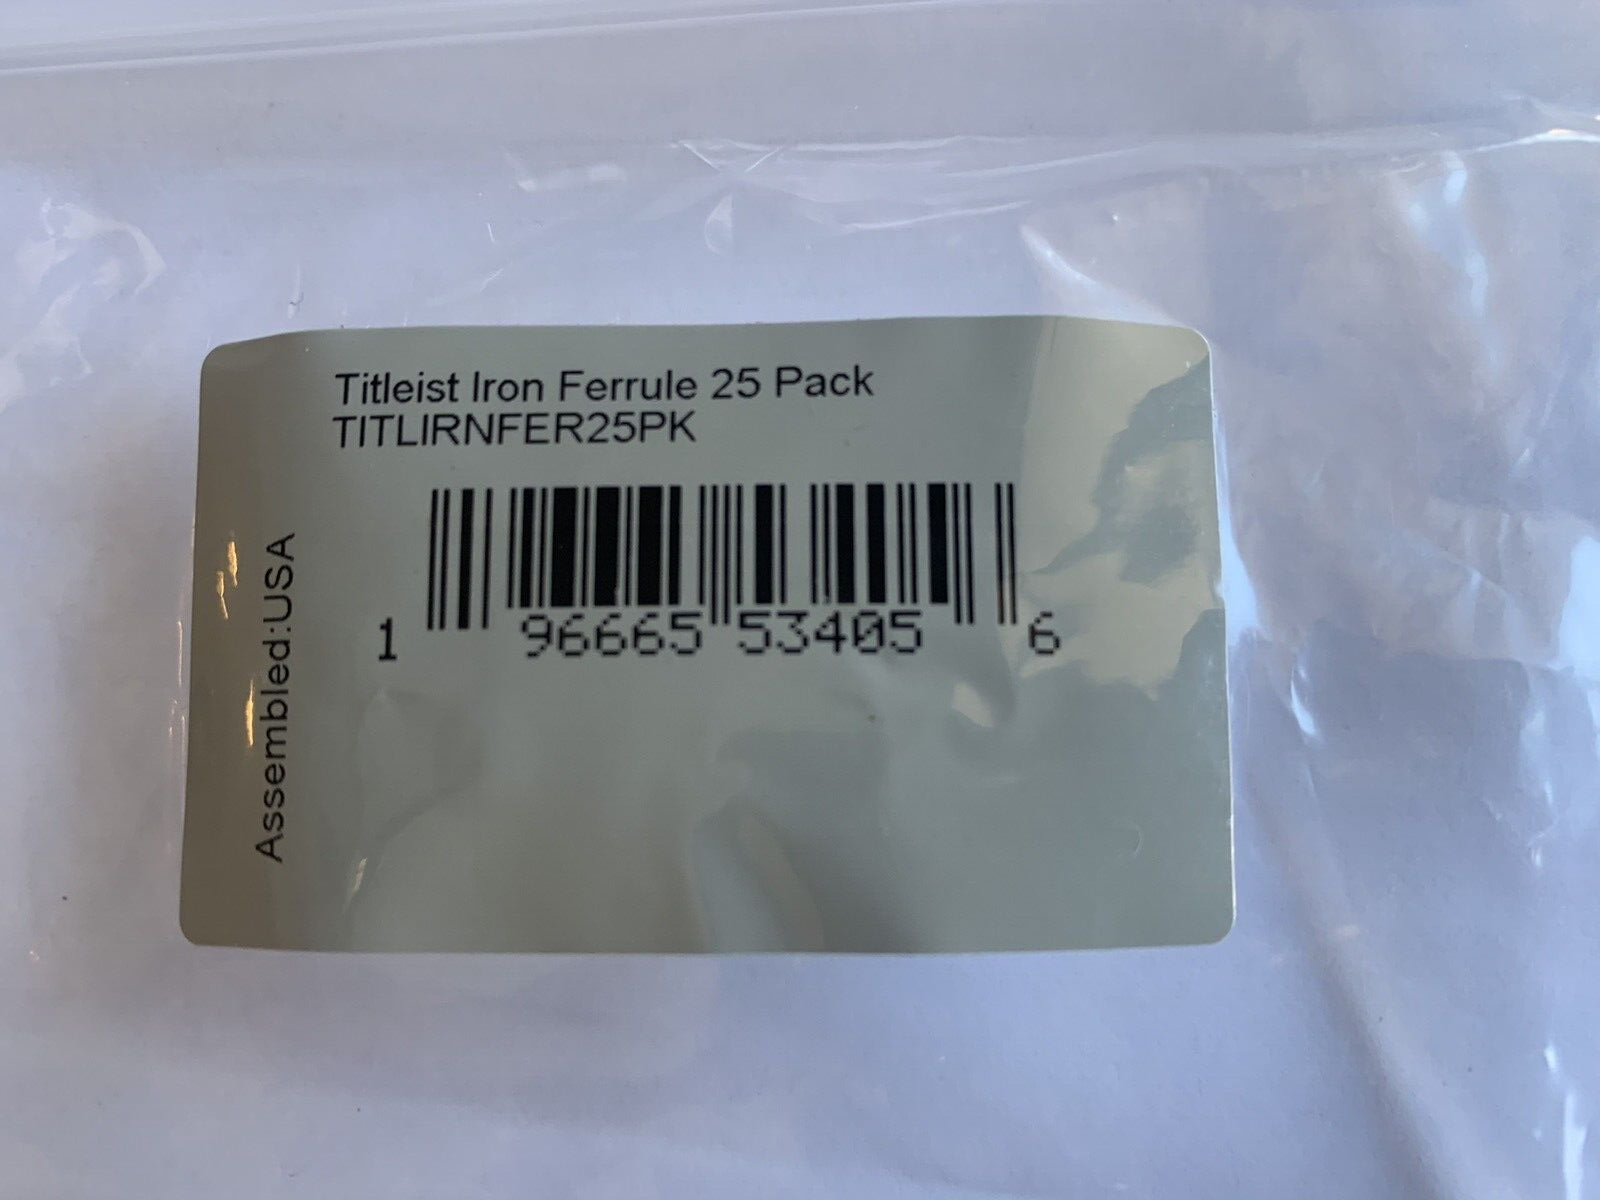 Titleist Iron Ferrule 25 Pack
TITLIRNFER25PK
Assembled:USA
1 96665 53405 6